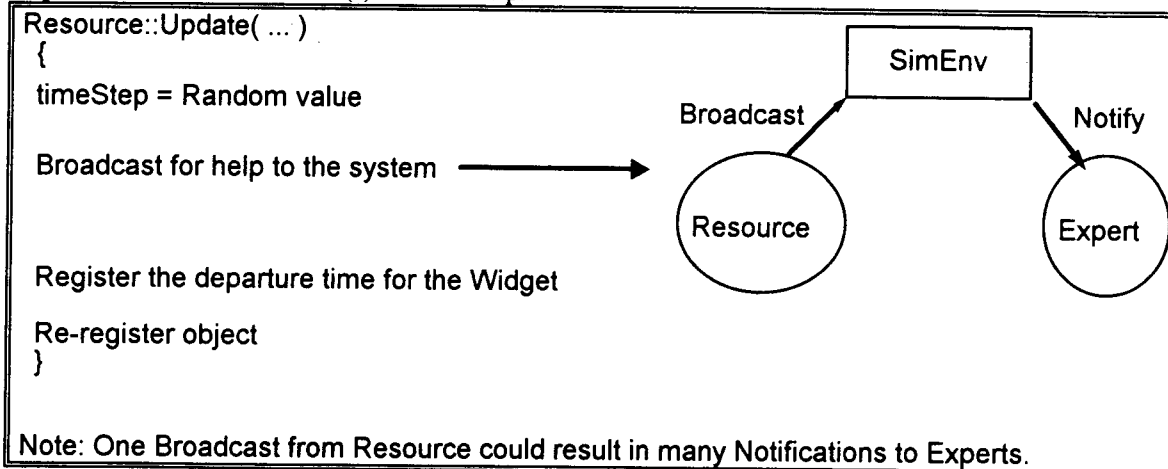 Resource::Update( ... )
{
timeStep = Random value
Broadcast for help to the system
Register the departure time for the Widget
Re-register object
}
SimEnv
Broadcast
Notify
Resource
Expert
Note: One Broadcast from Resource could result in many Notifications to Experts.